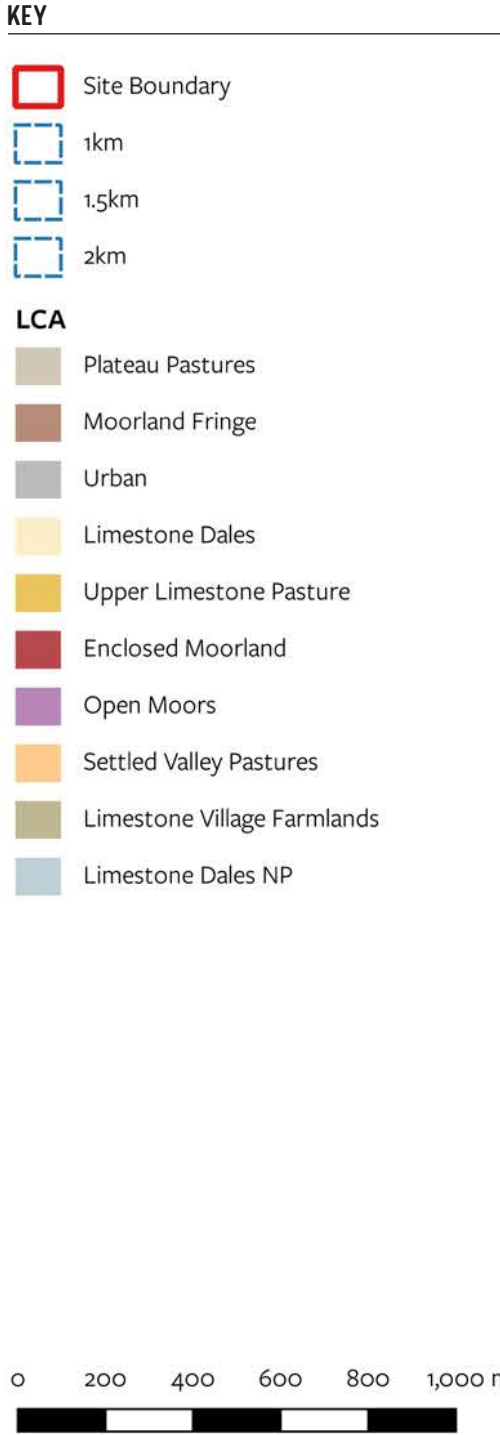 KEY
Site Boundary
1km
1.5km
2km
LCA
Plateau Pastures
Moorland Fringe
Urban
Limestone Dales
Upper Limestone Pasture
Enclosed Moorland
Open Moors
Settled Valley Pastures
Limestone Village Farmlands
Limestone Dales NP
0 200 400 600 800 1,000 m